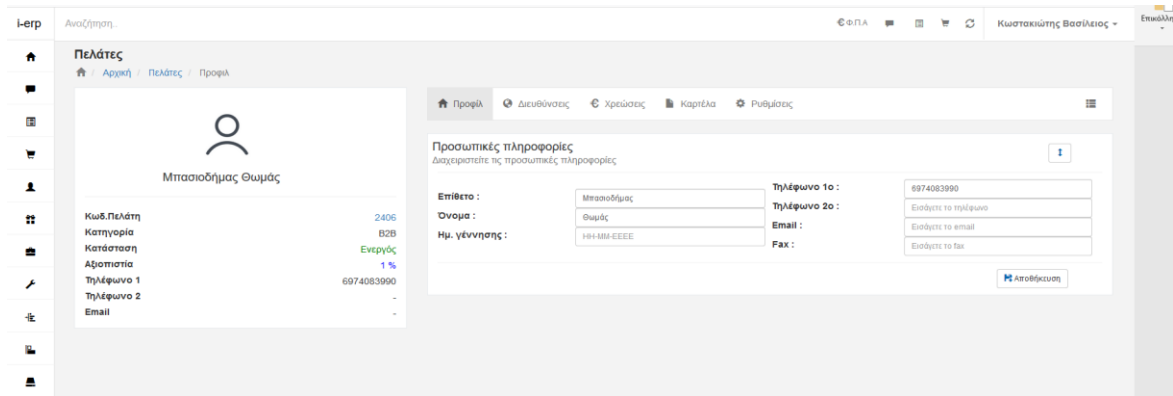 i-erp
Αναζήτηση..
€ Φ.Π.Α
Κωστακιώτης Βασίλειος
Πελάτες
/ Αρχική / Πελάτες / Προφιλ
Μπασιοδήμας Θωμάς
Κωδ.Πελάτη 2406
Κατηγορία B2B
Κατάσταση Ενεργός
Αξιοπιστία 1 %
Τηλέφωνο 1 6974083990
Τηλέφωνο 2 -
Email -
Προφίλ Διευθύνσεις € Χρεώσεις Καρτέλα Ρυθμίσεις
Προσωπικές πληροφορίες
Διαχειριστείτε τις προσωπικές πληροφορίες
Επίθετο : Μπασιοδήμας
Όνομα : Θωμάς
Ημ. γέννησης : ΗΗ-ΜΜ-ΕΕΕΕ
Τηλέφωνο 1ο : 6974083990
Τηλέφωνο 2ο : Εισάγετε το τηλέφωνο
Email : Εισάγετε το email
Fax : Εισάγετε το fax
Αποθήκευση